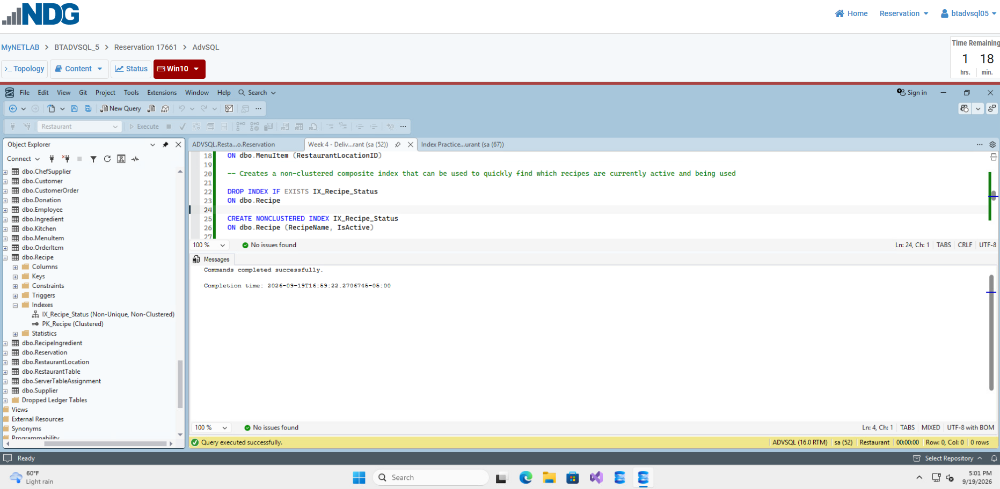 NDG
Home Reservation btadvsql05
MyNETLAB > BTADVSQL_5 > Reservation 17661 > AdvSQL
Time Remaining
1 18
hrs. min.
>_ Topology Content Status Win10
File Edit View Git Project Tools Extensions Window Help Search Sign in
New Query
Restaurant Execute
Object Explorer
Connect
dbo.ChefSupplier
dbo.Customer
dbo.CustomerOrder
dbo.Donation
dbo.Employee
dbo.Ingredient
dbo.Kitchen
dbo.MenuItem
dbo.OrderItem
dbo.Recipe
Columns
Keys
Constraints
Triggers
Indexes
IX_Recipe_Status (Non-Unique, Non-Clustered)
PK_Recipe (Clustered)
Statistics
dbo.RecipeIngredient
dbo.Reservation
dbo.RestaurantLocation
dbo.RestaurantTable
dbo.ServerTableAssignment
dbo.Supplier
Dropped Ledger Tables
Views
External Resources
Synonyms
Programmability
ADVSQL.Resta...o.Reservation Week 4 - Deliv...rant (sa (52)) Index Practice...urant (sa (67))
18 ON dbo.MenuItem (RestaurantLocationID)
19
20 -- Creates a non-clustered composite index that can be used to quickly find which recipes are currently active and being used
21
22 DROP INDEX IF EXISTS IX_Recipe_Status
23 ON dbo.Recipe
24
25 CREATE NONCLUSTERED INDEX IX_Recipe_Status
26 ON dbo.Recipe (RecipeName, IsActive)
27
100 % No issues found Ln: 24, Ch: 1 TABS CRLF UTF-8
Messages
Commands completed successfully.
Completion time: 2026-09-19T16:59:22.2706745-05:00
100 % No issues found Ln: 4, Ch: 1 TABS MIXED UTF-8 with BOM
Query executed successfully. ADVSQL (16.0 RTM) sa (52) Restaurant 00:00:00 Row: 0, Col: 0 0 rows
Ready Select Repository
60°F
Light rain
Search
5:01 PM
9/19/2026